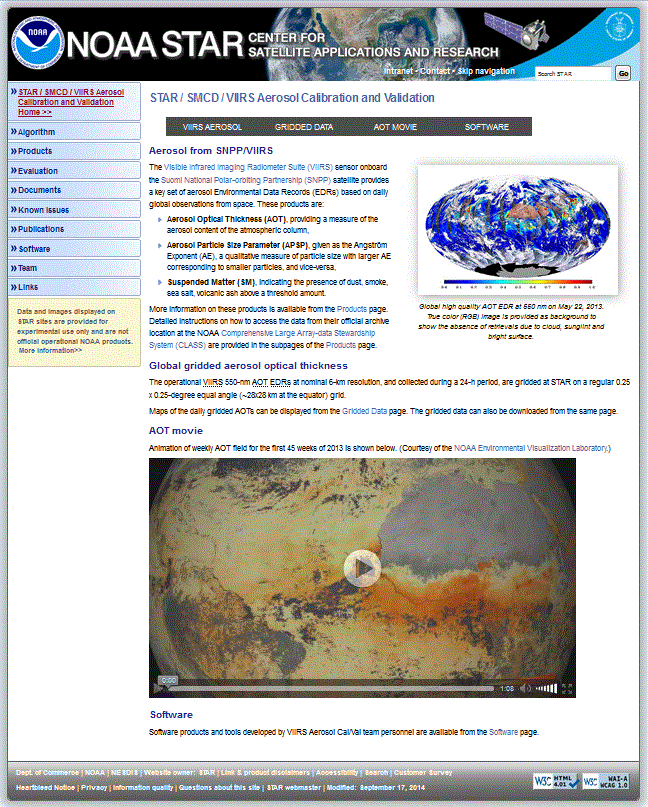 NOAA
NOAA STAR CENTER FOR
SATELLITE APPLICATIONS AND RESEARCH
Intranet • Contact • Skip navigation
Search STAR
Go
» STAR / SMCD / VIIRS Aerosol
Calibration and Validation
Home >>
» Algorithm
» Products
» Evaluation
» Documents
» Known issues
» Publications
» Software
» Team
» Links
Data and images displayed on
STAR sites are provided for
experimental use only and are not
official operational NOAA products.
More information>>
STAR / SMCD / VIIRS Aerosol Calibration and Validation
VIIRS AEROSOL GRIDDED DATA AOT MOVIE SOFTWARE
Aerosol from SNPP/VIIRS
The Visible Infrared Imaging Radiometer Suite (VIIRS) sensor onboard
the Suomi National Polar-orbiting Partnership (SNPP) satellite provides
a key set of aerosol Environmental Data Records (EDRs) based on daily
global observations from space. These products are:
Aerosol Optical Thickness (AOT), providing a measure of the
aerosol content of the atmospheric column,
Aerosol Particle Size Parameter (APSP), given as the Angström
Exponent (AE), a qualitative measure of particle size with larger AE
corresponding to smaller particles, and vice-versa,
Suspended Matter (SM), indicating the presence of dust, smoke,
sea salt, volcanic ash above a threshold amount.
More information on these products is available from the Products page.
Detailed instructions on how to access the data from their official archive
location at the NOAA Comprehensive Large Array-data Stewardship
System (CLASS) are provided in the subpages of the Products page.
Global high quality AOT EDR at 550 nm on May 22, 2013.
True color (RGB) image is provided as background to
show the absence of retrievals due to cloud, sunglint and
bright surface.
Global gridded aerosol optical thickness
The operational VIIRS 550-nm AOT EDRs at nominal 6-km resolution, and collected during a 24-h period, are gridded at STAR on a regular 0.25
x 0.25-degree equal angle (~28x28 km at the equator) grid.
Maps of the daily gridded AOTs can be displayed from the Gridded Data page. The gridded data can also be downloaded from the same page.
AOT movie
Animation of weekly AOT field for the first 45 weeks of 2013 is shown below. (Courtesy of the NOAA Environmental Visualization Laboratory.)
0:00
1:08
Software
Software products and tools developed by VIIRS Aerosol Cal/Val team personnel are available from the Software page.
Dept. of Commerce | NOAA | NESDIS | Website owner: STAR | Link & product disclaimers | Accessibility | Search | Customer Survey
Heartbleed Notice | Privacy | Information quality | Questions about this site | STAR webmaster | Modified: September 17, 2014
W3C HTML 4.01
W3C WAI-A WCAG 1.0